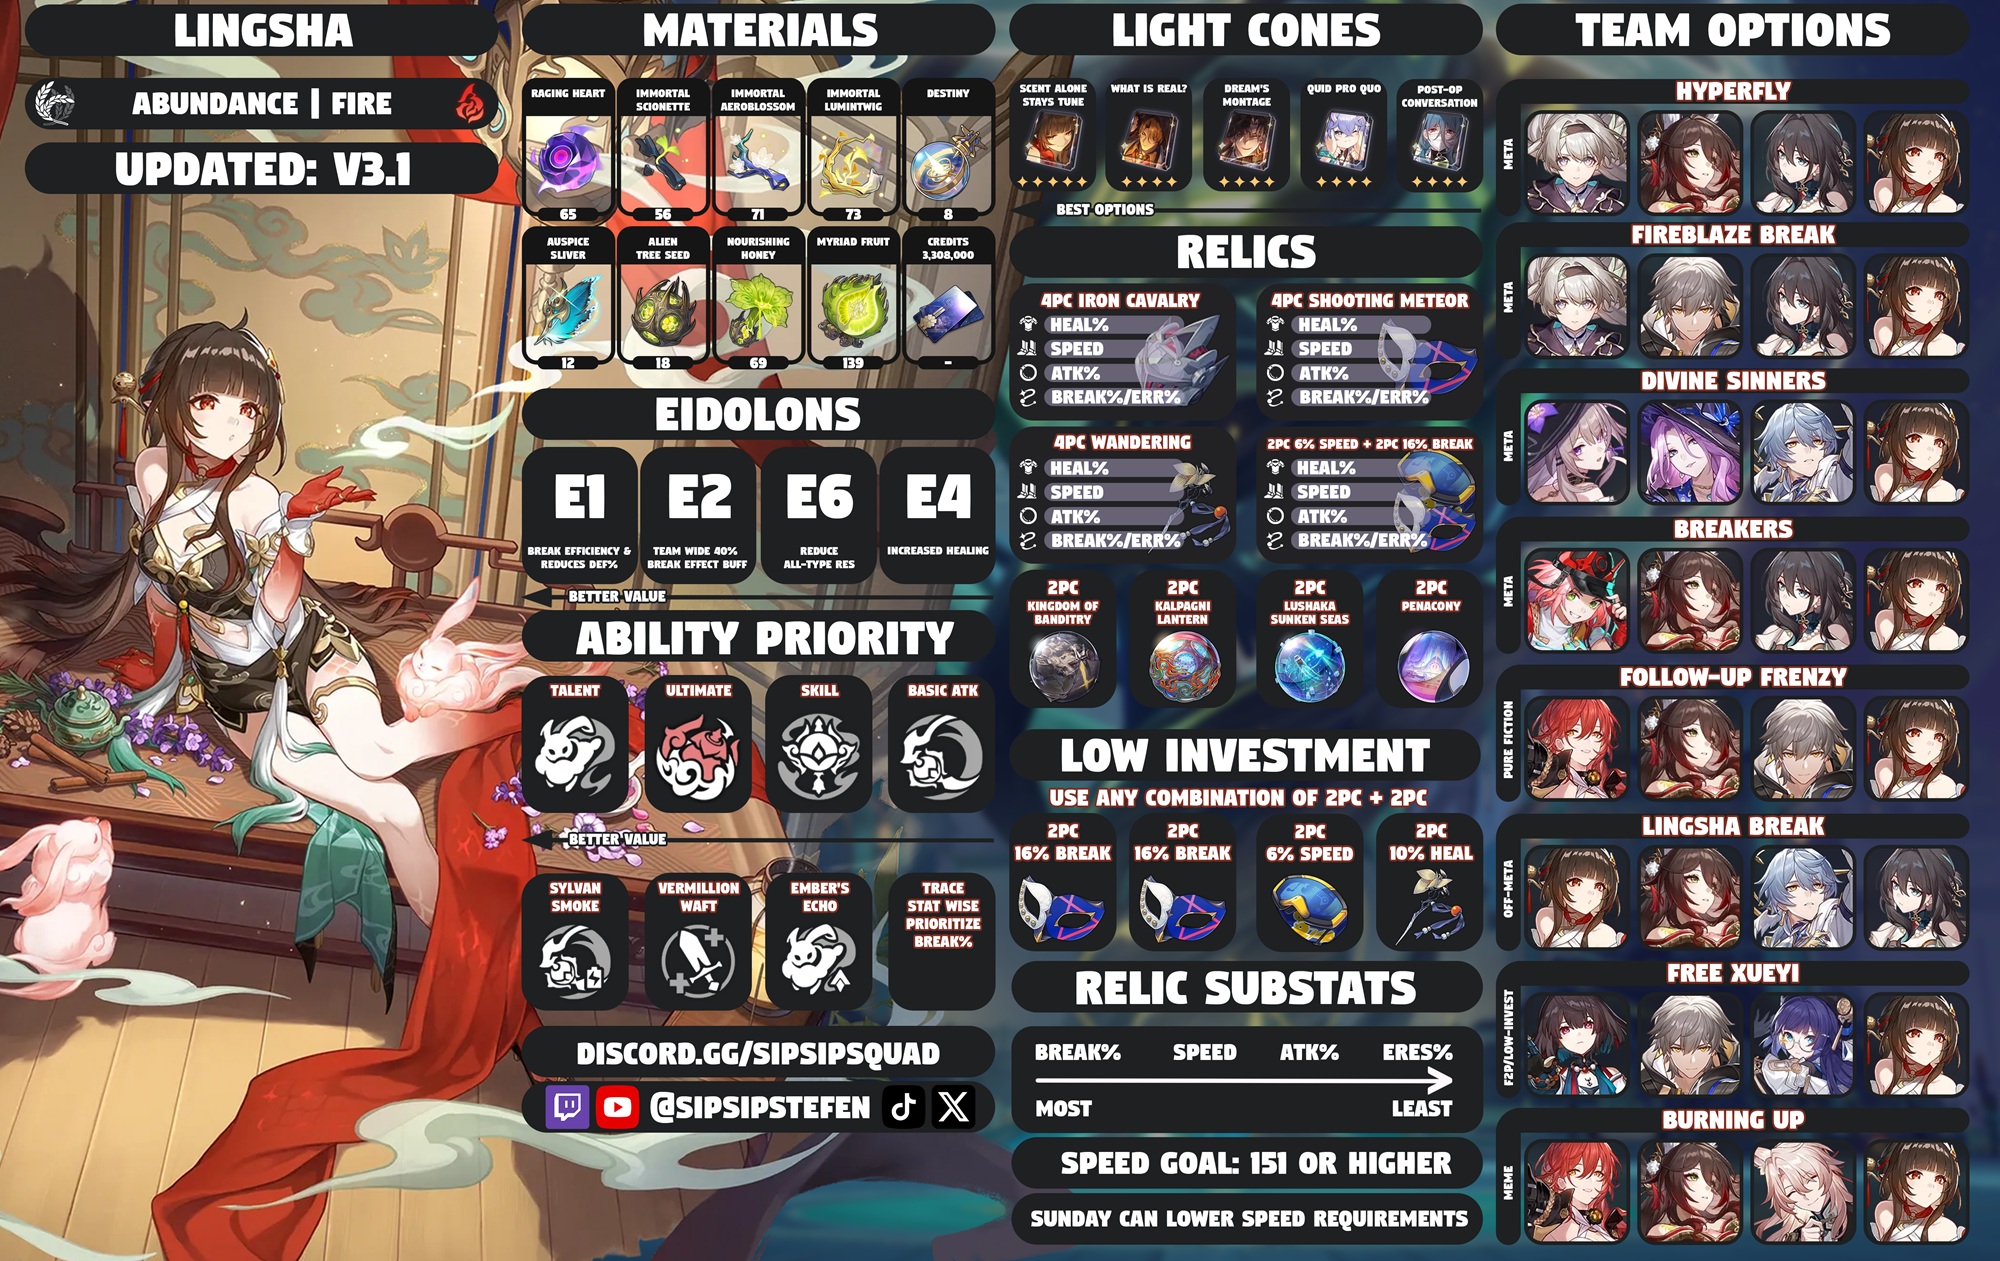 LINGSHA
ABUNDANCE | FIRE
UPDATED: V3.1
MATERIALS
RAGING HEART
65
IMMORTAL
SCIONETTE
56
IMMORTAL
AEROBLOSSOM
71
IMMORTAL
LUMINTWIG
73
DESTINY
8
AUSPICE
SLIVER
12
ALIEN
TREE SEED
18
NOURISHING
HONEY
69
MYRIAD FRUIT
139
CREDITS
3,308,000
-
EIDOLONS
E1
BREAK EFFICIENCY &
REDUCES DEF%
E2
TEAM WIDE 40%
BREAK EFFECT BUFF
E6
REDUCE
ALL-TYPE RES
E4
INCREASED HEALING
BETTER VALUE
ABILITY PRIORITY
TALENT
ULTIMATE
SKILL
BASIC ATK
BETTER VALUE
SYLVAN
SMOKE
VERMILLION
WAFT
EMBER'S
ECHO
TRACE
STAT WISE
PRIORITIZE
BREAK%
DISCORD.GG/SIPSIPSQUAD
@SIPSIPSTEFEN
LIGHT CONES
SCENT ALONE
STAYS TUNE
WHAT IS REAL?
DREAM'S
MONTAGE
QUID PRO QUO
POST-OP
CONVERSATION
BEST OPTIONS
RELICS
4PC IRON CAVALRY
HEAL%
SPEED
ATK%
BREAK%/ERR%
4PC SHOOTING METEOR
HEAL%
SPEED
ATK%
BREAK%/ERR%
4PC WANDERING
HEAL%
SPEED
ATK%
BREAK%/ERR%
2PC 6% SPEED + 2PC 16% BREAK
HEAL%
SPEED
ATK%
BREAK%/ERR%
2PC
KINGDOM OF
BANDITRY
2PC
KALPAGNI
LANTERN
2PC
LUSHAKA
SUNKEN SEAS
2PC
PENACONY
LOW INVESTMENT
USE ANY COMBINATION OF 2PC + 2PC
2PC
16% BREAK
2PC
16% BREAK
2PC
6% SPEED
2PC
10% HEAL
RELIC SUBSTATS
BREAK% SPEED ATK% ERES%
MOST LEAST
SPEED GOAL: 151 OR HIGHER
SUNDAY CAN LOWER SPEED REQUIREMENTS
TEAM OPTIONS
HYPERFLY
META
FIREBLAZE BREAK
META
DIVINE SINNERS
META
BREAKERS
META
FOLLOW-UP FRENZY
PURE FICTION
LINGSHA BREAK
OFF-META
FREE XUEYI
F2P/LOW-INVEST
BURNING UP
MEME